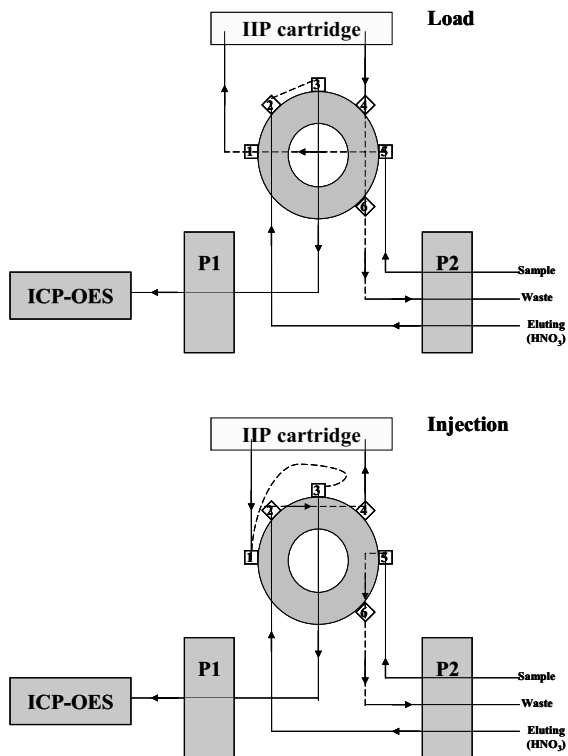 Load
IIP cartridge
3
2
4
1
5
6
P1
P2
ICP-OES
Sample
Waste
Eluting
(HNO₃)
Injection
IIP cartridge
3
2
4
1
5
6
P1
P2
ICP-OES
Sample
Waste
Eluting
(HNO₃)